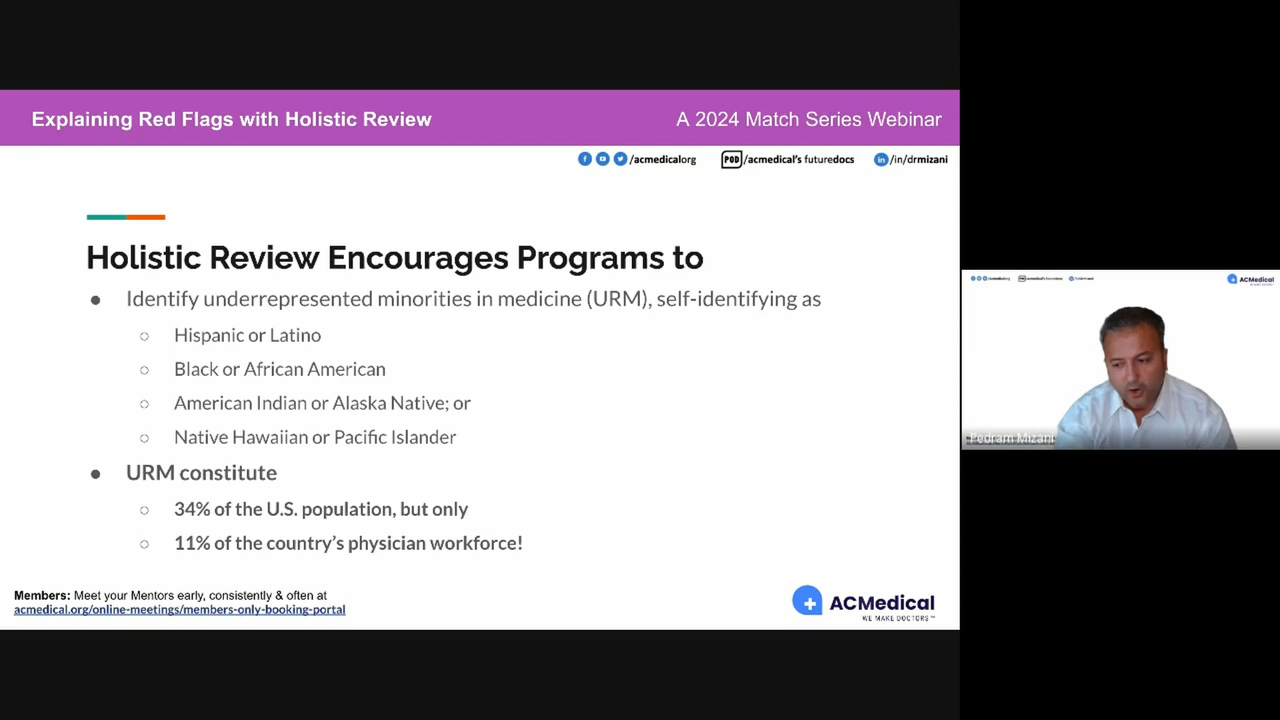 Explaining Red Flags with Holistic Review
A 2024 Match Series Webinar
/acmedicalorg
POD /acmedical's futuredocs
in /in/drmizani
Holistic Review Encourages Programs to
● Identify underrepresented minorities in medicine (URM), self-identifying as
○ Hispanic or Latino
○ Black or African American
○ American Indian or Alaska Native; or
○ Native Hawaiian or Pacific Islander
● URM constitute
○ 34% of the U.S. population, but only
○ 11% of the country's physician workforce!
Members: Meet your Mentors early, consistently & often at
acmedical.org/online-meetings/members-only-booking-portal
ACMedical
WE MAKE DOCTORS™
ACMedical
Pedram Mizani